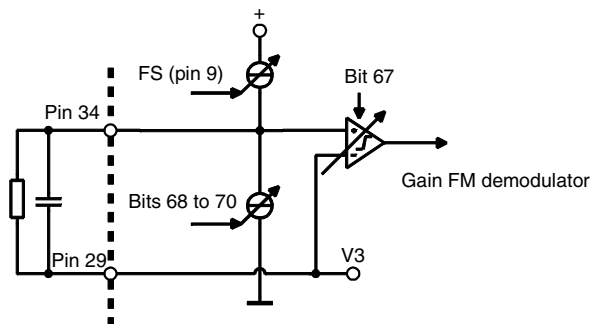 +
FS (pin 9)
Bit 67
Pin 34
+
-
Gain FM demodulator
Bits 68 to 70
Pin 29
V3